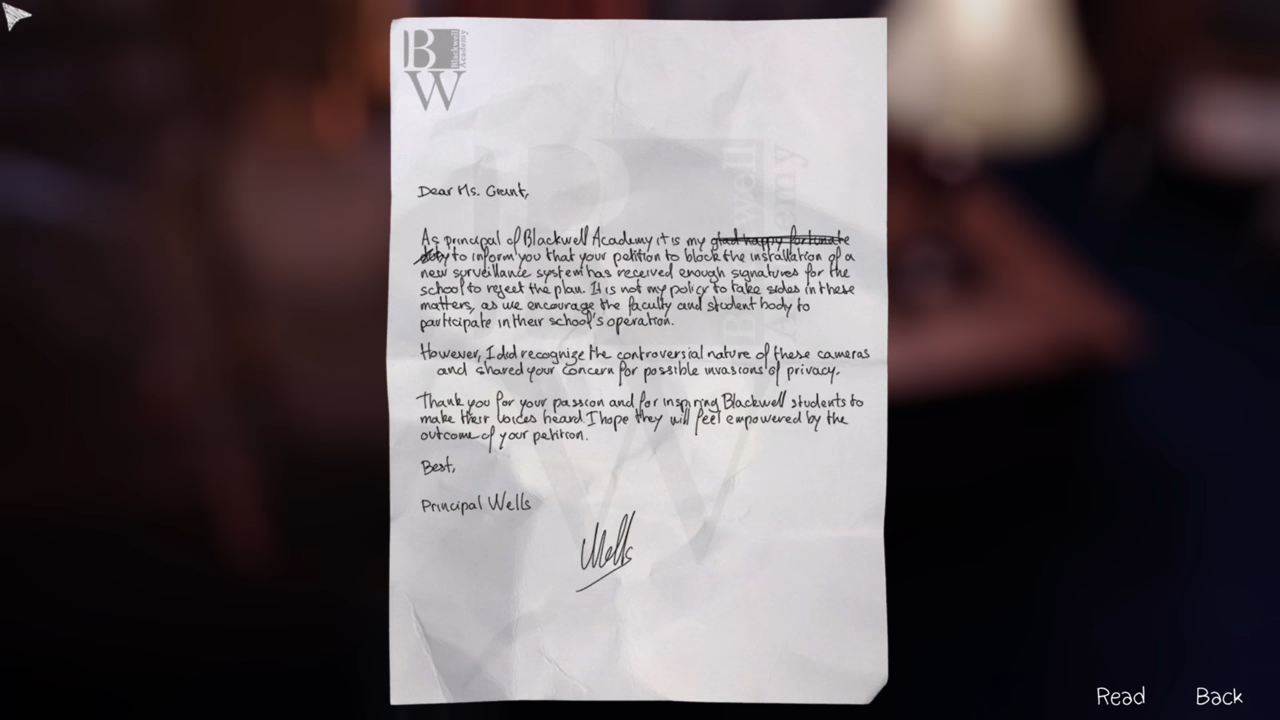 BW
Blackwell Academy
Dear Ms. Grant,
As principal of Blackwell Academy it is my glad happy fortunate
duty to inform you that your petition to block the installation of a
new surveillance system has received enough signatures for the
school to reject the plan. It is not my policy to take sides in these
matters, as we encourage the faculty and student body to
participate in their school's operation.
However, I did recognize the controversial nature of these cameras
and shared your concern for possible invasions of privacy.
Thank you for your passion and for inspiring Blackwell students to
make their voices heard I hope they will feel empowered by the
outcome of your petition.
Best,
Principal Wells
Wells
Read Back